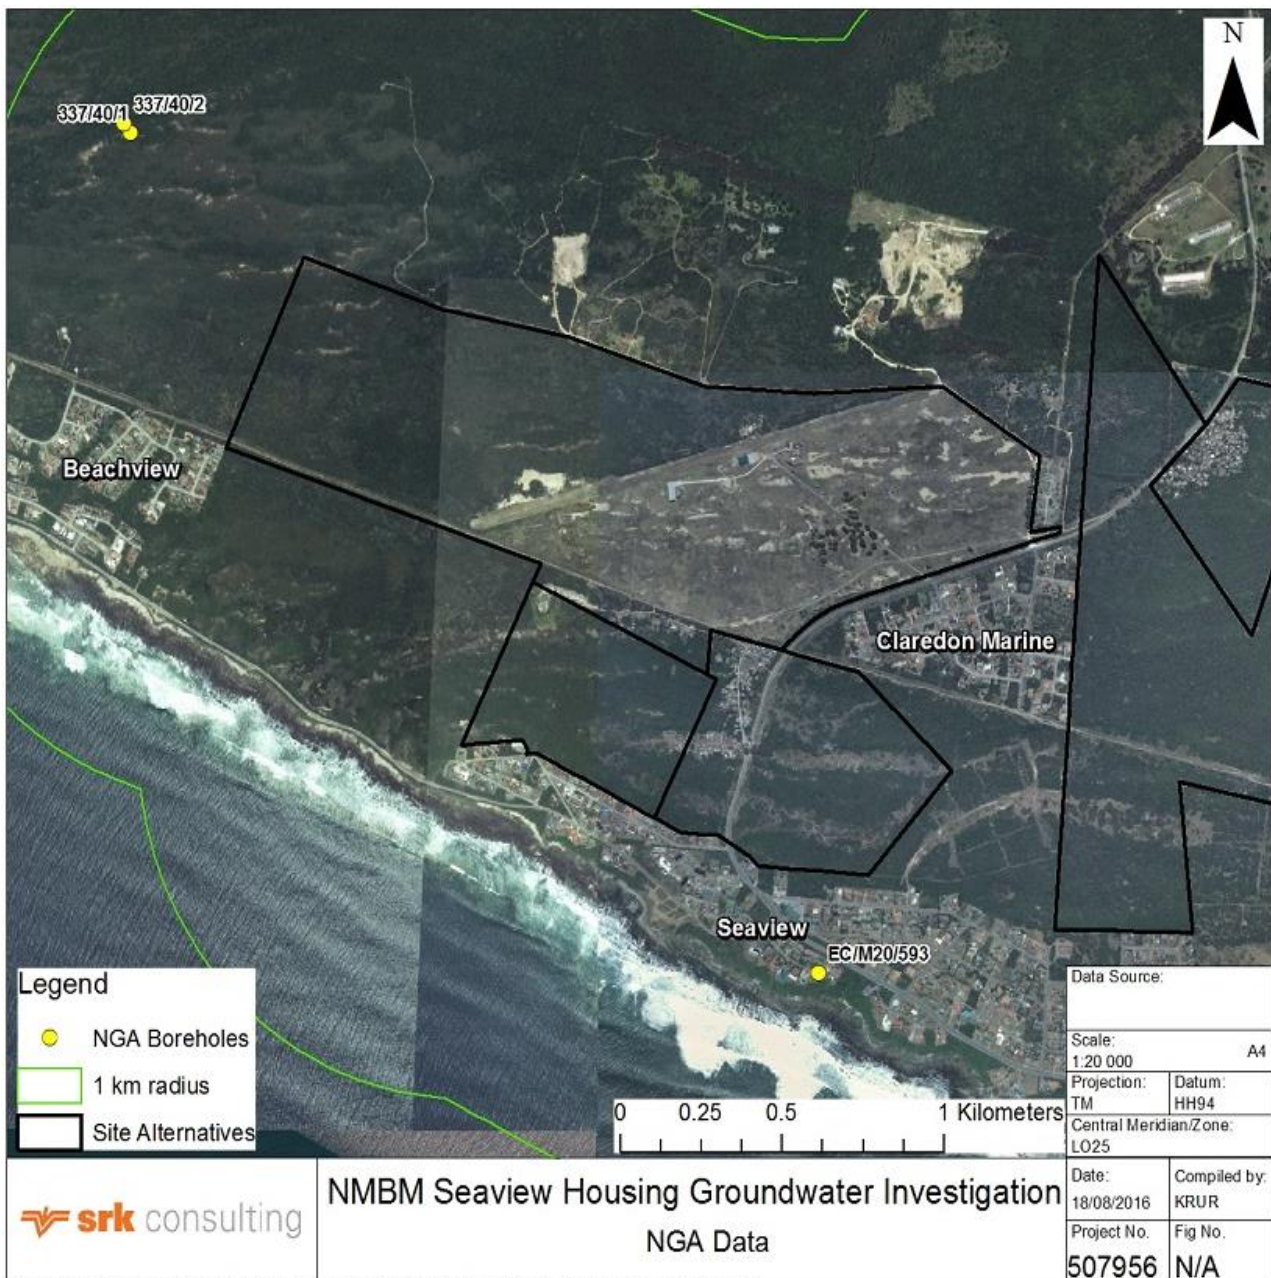 N
337/40/1
337/40/2
Beachview
Claredon Marine
Seaview
EC/M20/593
Legend
NGA Boreholes
1 km radius
Site Alternatives
0 0.25 0.5 1 Kilometers
Data Source:
Scale:
1:20 000 A4
Projection: Datum:
TM HH94
Central Meridian/Zone:
LO25
Date: Compiled by:
18/08/2016 KRUR
Project No. Fig No.
507956 N/A
srk consulting
NMBM Seaview Housing Groundwater Investigation
NGA Data